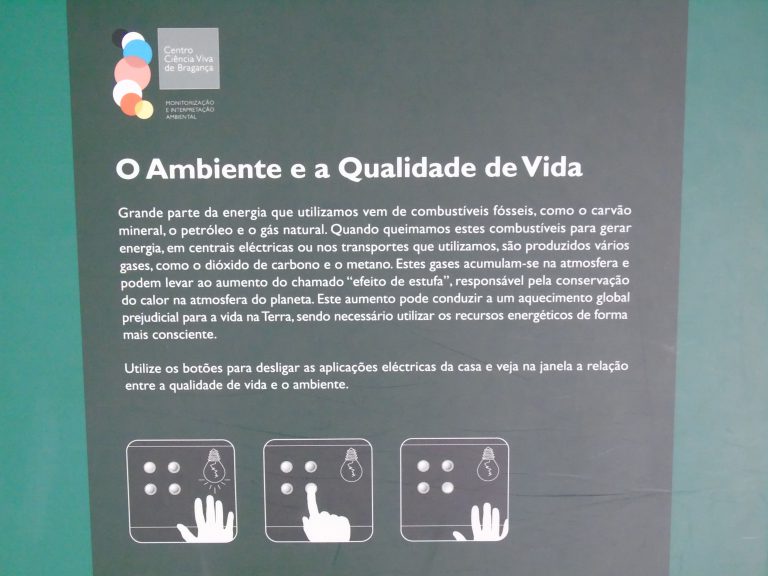 Centro
Ciência Viva
de Bragança
MONITORIZAÇÃO
E INTERPRETAÇÃO
AMBIENTAL
O Ambiente e a Qualidade de Vida
Grande parte da energia que utilizamos vem de combustíveis fósseis, como o carvão
mineral, o petróleo e o gás natural. Quando queimamos estes combustíveis para gerar
energia, em centrais eléctricas ou nos transportes que utilizamos, são produzidos vários
gases, como o dióxido de carbono e o metano. Estes gases acumulam-se na atmosfera e
podem levar ao aumento do chamado “efeito de estufa”, responsável pela conservação
do calor na atmosfera do planeta. Este aumento pode conduzir a um aquecimento global
prejudicial para a vida na Terra, sendo necessário utilizar os recursos energéticos de forma
mais consciente.
Utilize os botões para desligar as aplicações eléctricas da casa e veja na janela a relação
entre a qualidade de vida e o ambiente.